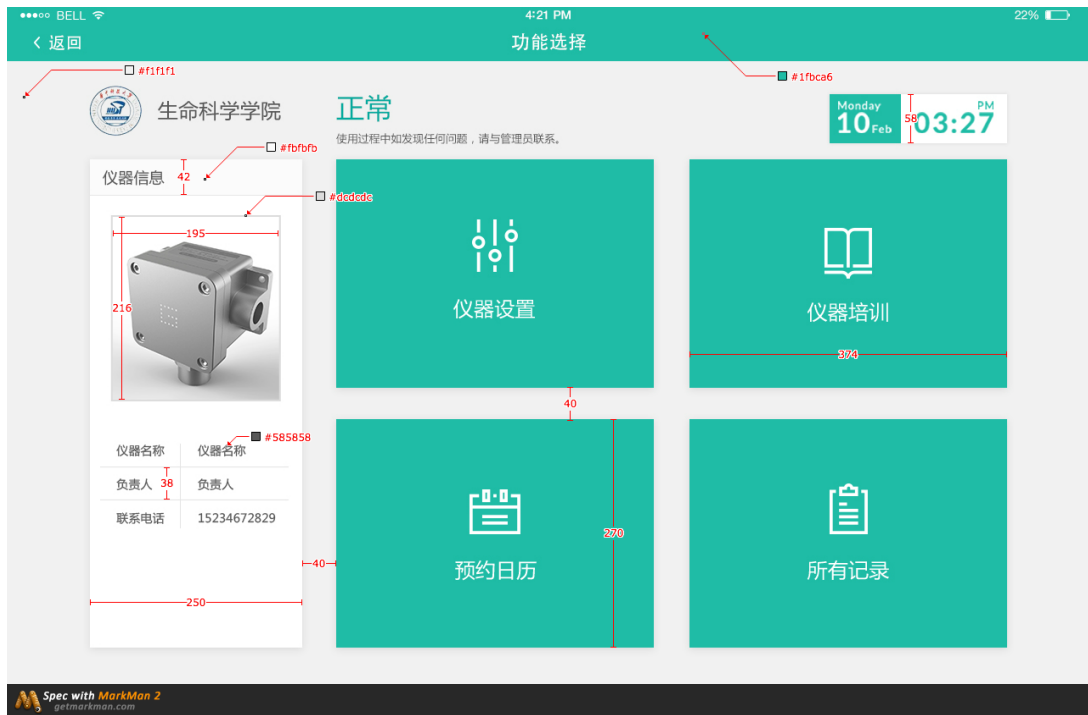 BELL
4:21 PM
22%
返回
功能选择
#f1f1f1
#1fbca6
生命科学学院
正常
使用过程中如发现任何问题，请与管理员联系。
Monday
10 Feb
58
PM
03:27
#fbfbfb
仪器信息
42
#dcdcdc
195
216
仪器设置
仪器培训
374
40
#585858
仪器名称 仪器名称
负责人 38 负责人
联系电话 15234672829
270
40
预约日历
所有记录
250
Spec with MarkMan 2
getmarkman.com